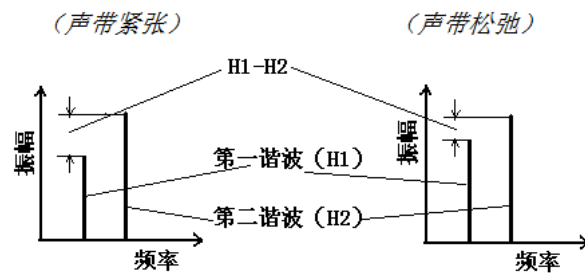 （声带紧张）
（声带松弛）
H1-H2
振幅
第一谐波（H1）
第二谐波（H2）
频率
振幅
频率